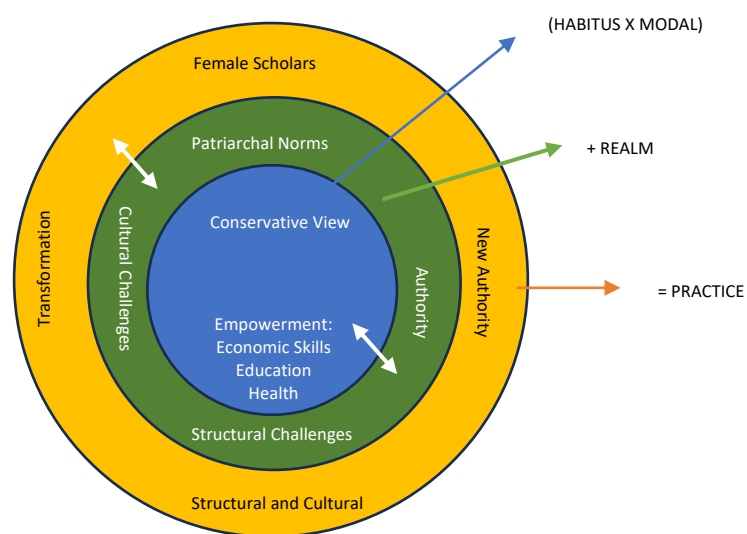 (HABITUS X MODAL)
Female Scholars
Patriarchal Norms
+ REALM
Conservative View
Cultural Challenges
Transformation
Authority
New Authority
= PRACTICE
Empowerment:
Economic Skills
Education
Health
Structural Challenges
Structural and Cultural